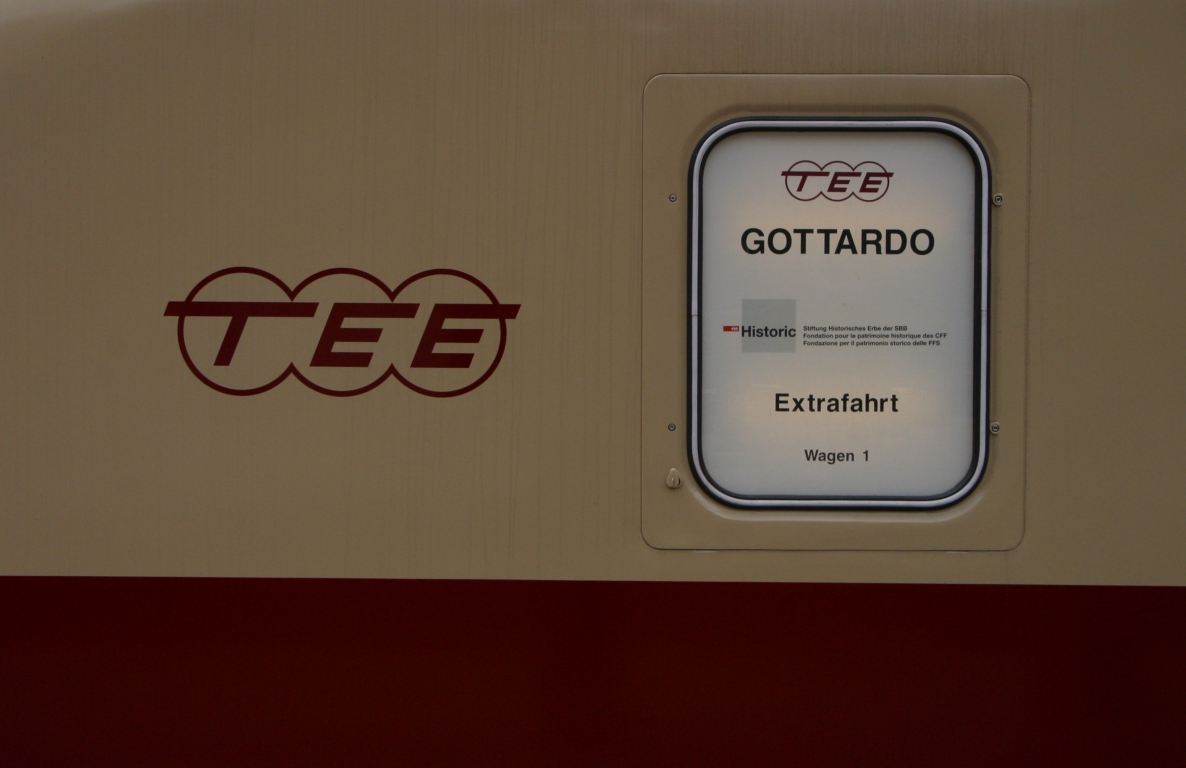 TEE
TEE
GOTTARDO
Historic
Stiftung Historisches Erbe der SBB
Fondation pour le patrimoine historique des CFF
Fondazione per il patrimonio storico delle FFS
Extrafahrt
Wagen 1